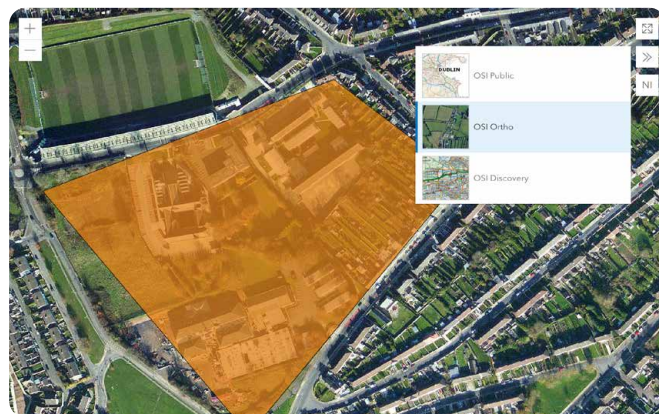 +
−
DUBLIN
OSI Public
OSI Ortho
OSI Discovery
NI